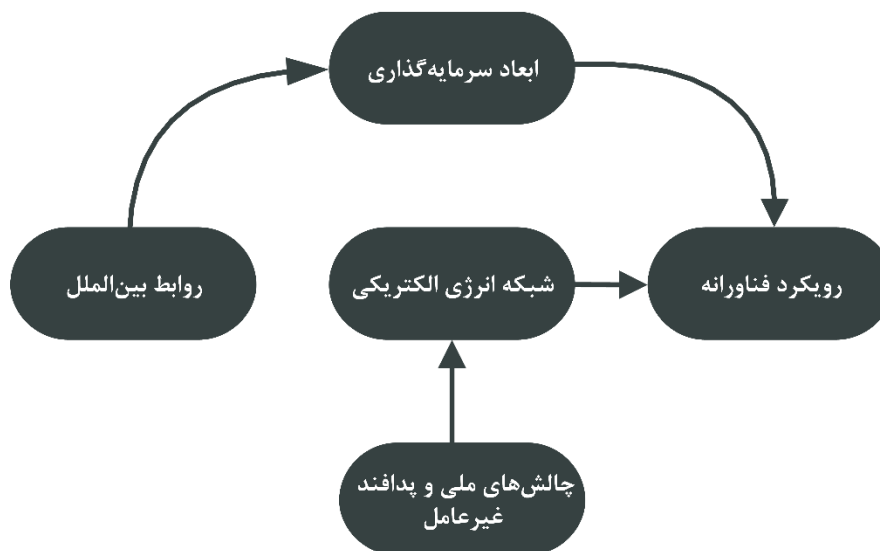 ابعاد سرمایه‌گذاری
رویکرد فناورانه
شبکه انرژی الکتریکی
روابط بین‌الملل
چالش‌های ملی و پدافند
غیرعامل